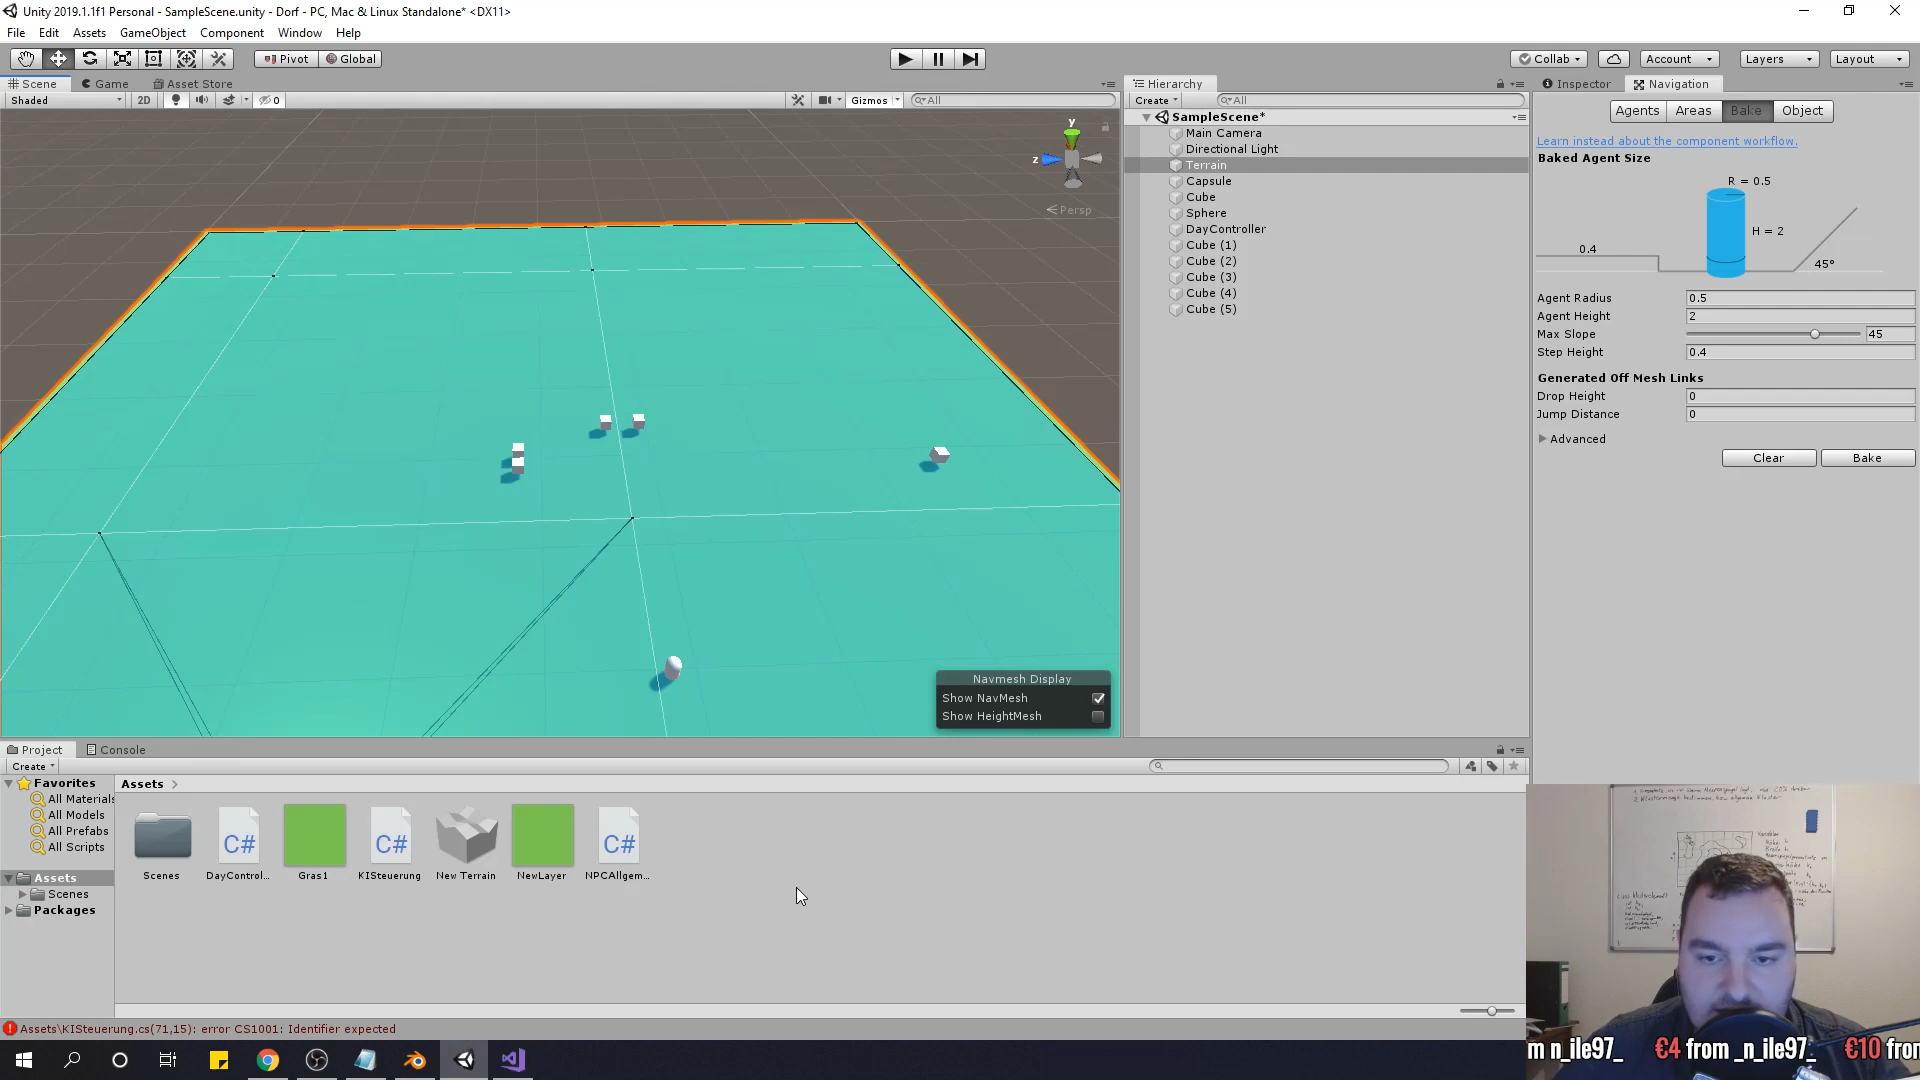 Unity 2019.1.1f1 Personal - SampleScene.unity - Dorf - PC, Mac & Linux Standalone* <DX11>
File Edit Assets GameObject Component Window Help
Pivot Global Collab Account Layers Layout
Scene Game Asset Store
Shaded 2D 0 Gizmos All
y
z
Persp
Navmesh Display
Show NavMesh
Show HeightMesh
Hierarchy
Create All
SampleScene*
Main Camera
Directional Light
Terrain
Capsule
Cube
Sphere
DayController
Cube (1)
Cube (2)
Cube (3)
Cube (4)
Cube (5)
Inspector Navigation
Agents Areas Bake Object
Learn instead about the component workflow.
Baked Agent Size
R = 0.5
H = 2
0.4
45°
Agent Radius 0.5
Agent Height 2
Max Slope 45
Step Height 0.4
Generated Off Mesh Links
Drop Height 0
Jump Distance 0
Advanced
Clear Bake
Project Console
Create
Favorites
All Materials
All Models
All Prefabs
All Scripts
Assets
Scenes
Packages
Assets
C# C# C#
Scenes DayControl... Gras1 KISteuerung New Terrain NewLayer NPCAllgem...
Assets\KISteuerung.cs(71,15): error CS1001: Identifier expected
m n_ile97_ €4 from _n_ile97_ €10 fron